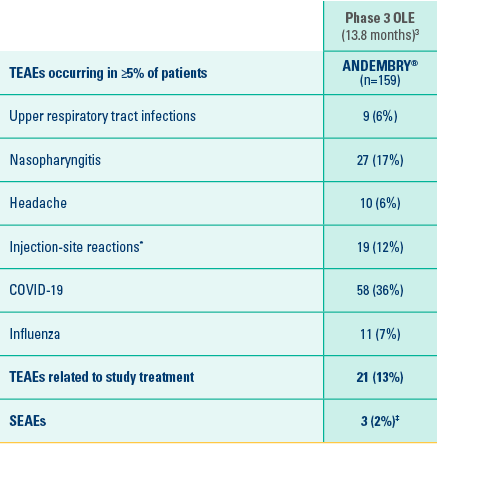 Phase 3 OLE
(13.8 months)³
TEAEs occurring in ≥5% of patients
ANDEMBRY®
(n=159)
Upper respiratory tract infections 9 (6%)
Nasopharyngitis 27 (17%)
Headache 10 (6%)
Injection-site reactions* 19 (12%)
COVID-19 58 (36%)
Influenza 11 (7%)
TEAEs related to study treatment 21 (13%)
SEAEs 3 (2%)‡